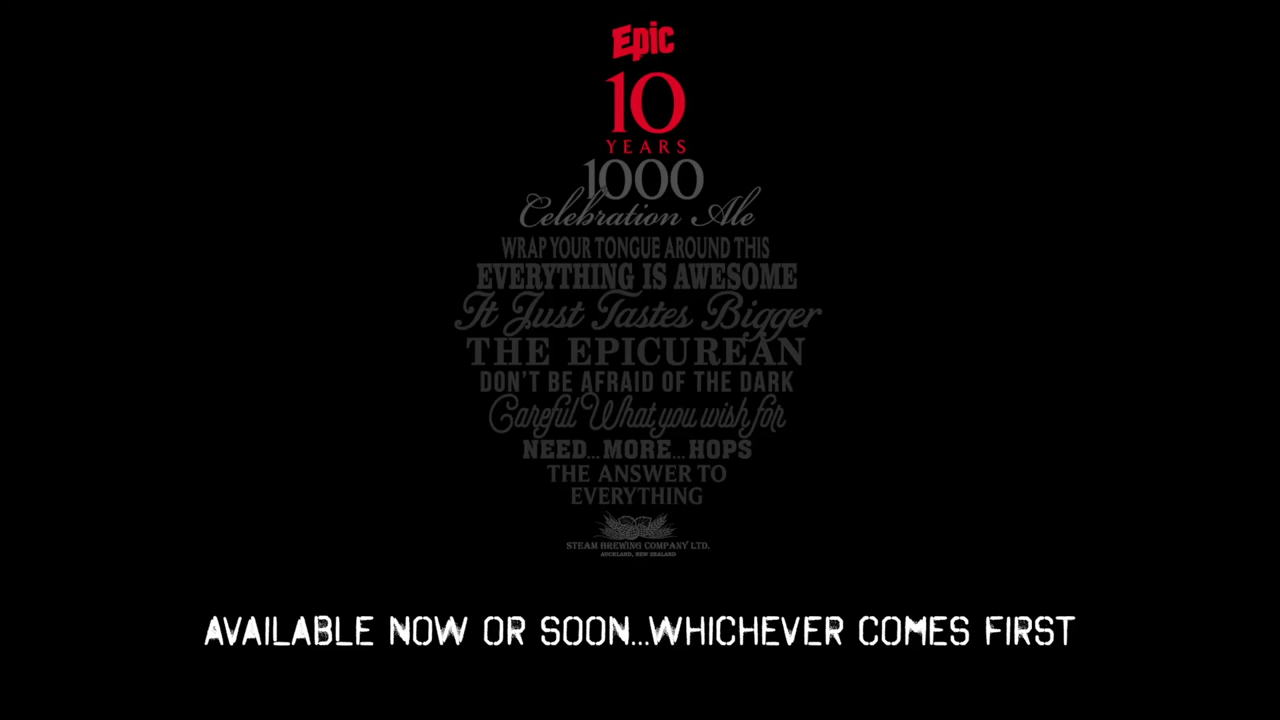 Epic
10
YEARS
1000
Celebration Ale
WRAP YOUR TONGUE AROUND THIS
EVERYTHING IS AWESOME
It Just Tastes Bigger
THE EPICUREAN
DON'T BE AFRAID OF THE DARK
Careful What you wish for
NEED...MORE...HOPS
THE ANSWER TO
EVERYTHING
STEAM BREWING COMPANY LTD.
AUCKLAND, NEW ZEALAND
AVAILABLE NOW OR SOON...WHICHEVER COMES FIRST